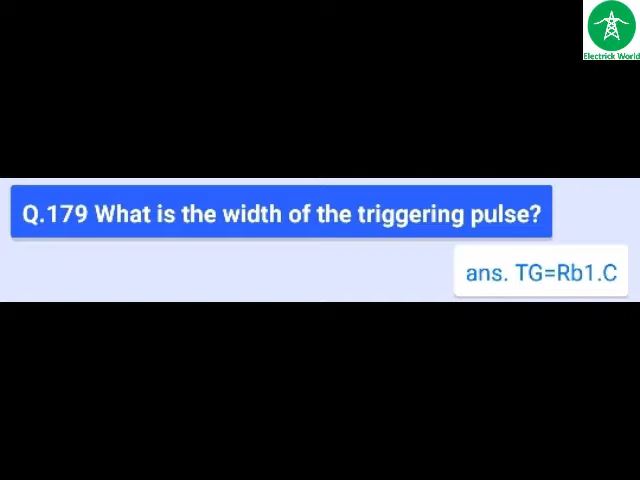 Electrick World
Q.179 What is the width of the triggering pulse?
ans. TG=Rb1.C